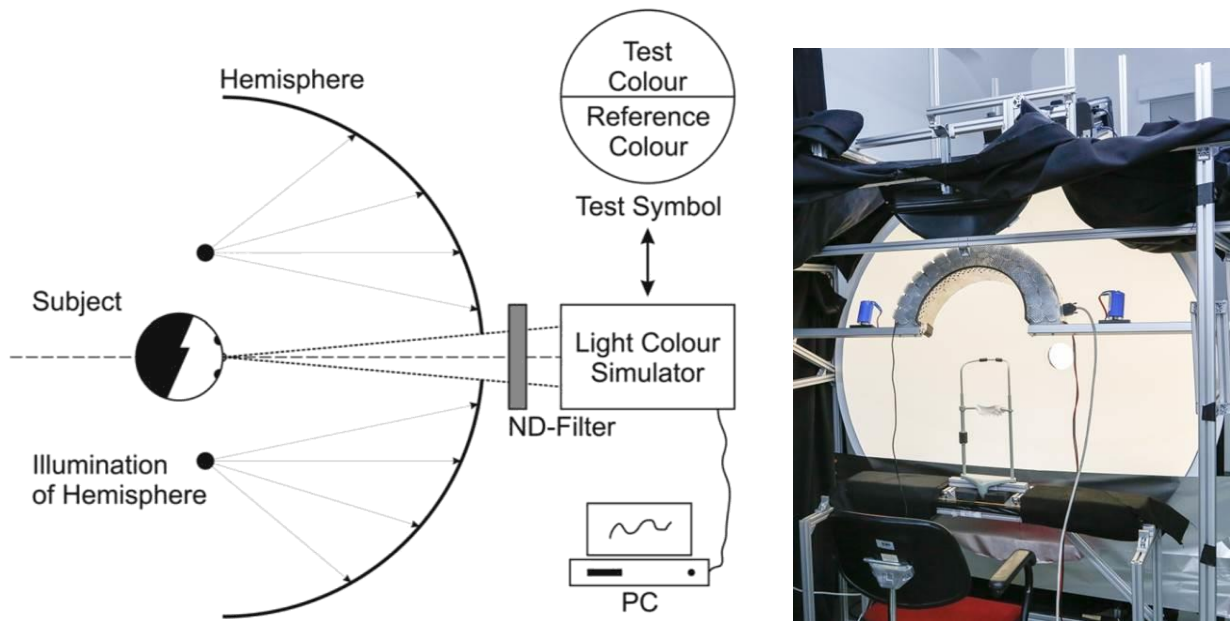 Hemisphere
Test
Colour
Reference
Colour
Test Symbol
Subject
Light Colour
Simulator
ND-Filter
Illumination
of Hemisphere
PC